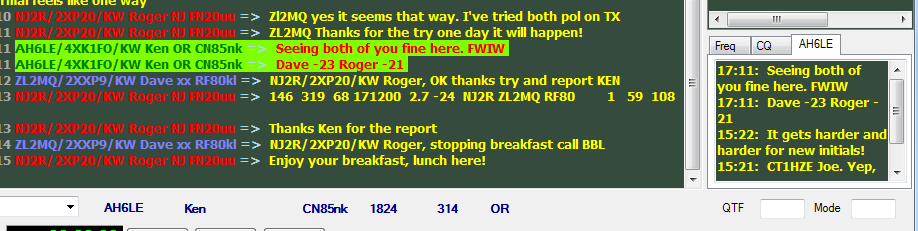 10 NJ2R/2XP20/KW Roger NJ FN20uu => Zl2MQ yes it seems that way. I've tried both pol on TX
11 NJ2R/2XP20/KW Roger NJ FN20uu => ZL2MQ Thanks for the try one day it will happen!
11 AH6LE/4XK1FO/KW Ken OR CN85nk => Seeing both of you fine here. FWIW
11 AH6LE/4XK1FO/KW Ken OR CN85nk => Dave -23 Roger -21
12 ZL2MQ/2XXP9/KW Dave xx RF80kl => NJ2R/2XP20/KW Roger, OK thanks try and report KEN
13 NJ2R/2XP20/KW Roger NJ FN20uu => 146 319 68 171200 2.7 -24 NJ2R ZL2MQ RF80 1 59 108
13 NJ2R/2XP20/KW Roger NJ FN20uu => Thanks Ken for the report
14 ZL2MQ/2XXP9/KW Dave xx RF80kl => NJ2R/2XP20/KW Roger, stopping breakfast call BBL
15 NJ2R/2XP20/KW Roger NJ FN20uu => Enjoy your breakfast, lunch here!
Freq CQ AH6LE
17:11: Seeing both of
you fine here. FWIW
17:11: Dave -23 Roger -
21
15:22: It gets harder and
harder for new initials!
15:21: CT1HZE Joe. Yep,
AH6LE Ken CN85nk 1824 314 OR
QTF Mode